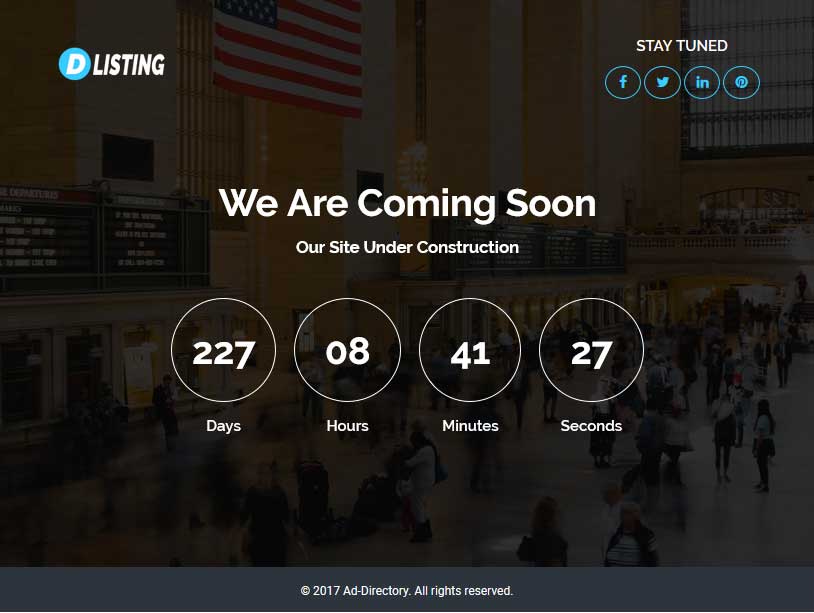 D LISTING
STAY TUNED
DEPARTURES
We Are Coming Soon
Our Site Under Construction
227
08
41
27
Days
Hours
Minutes
Seconds
© 2017 Ad-Directory. All rights reserved.